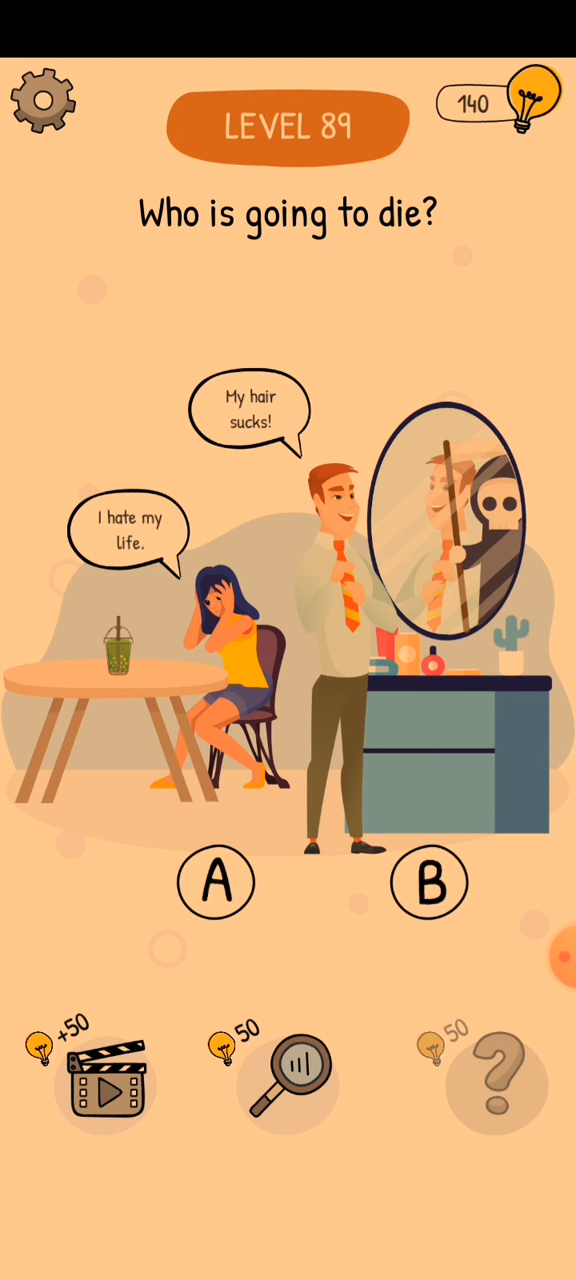 LEVEL 89
140
Who is going to die?
My hair
sucks!
I hate my
life.
A
B
+50
50
50
?